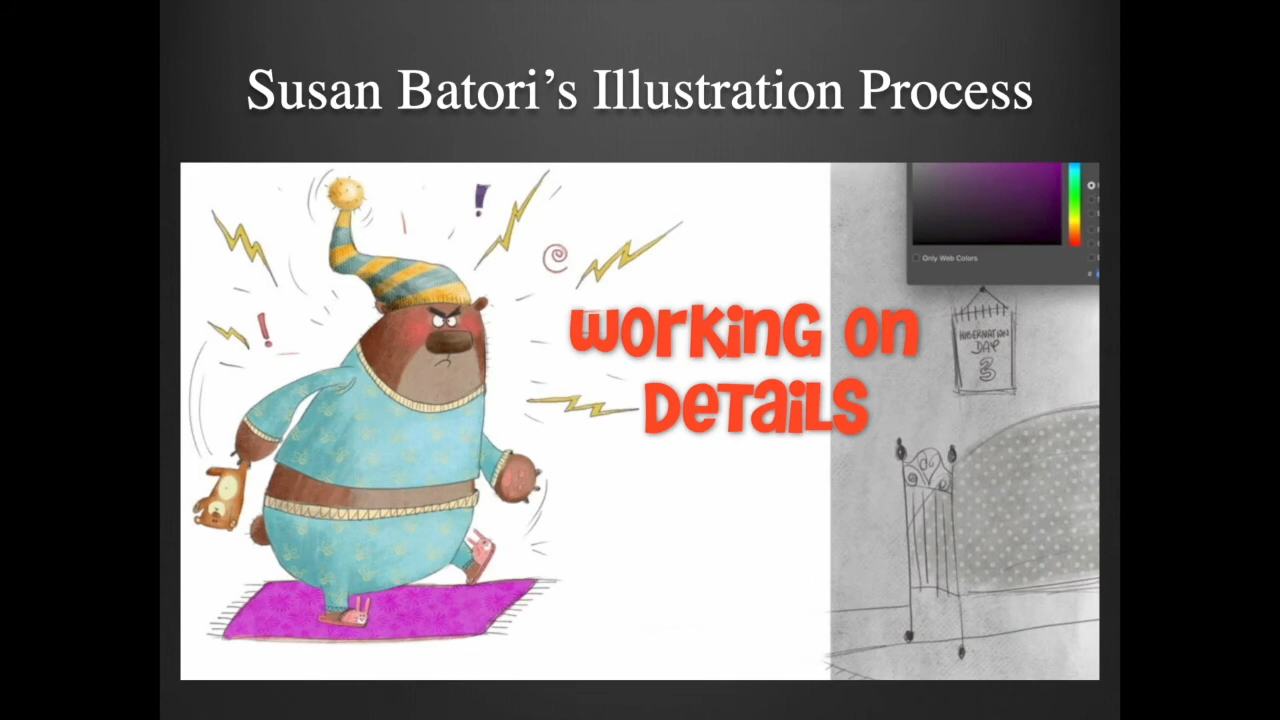 Susan Batori's Illustration Process
Only Web Colors
WORKING ON
DETAILS
HIBERNATION
DAY
3